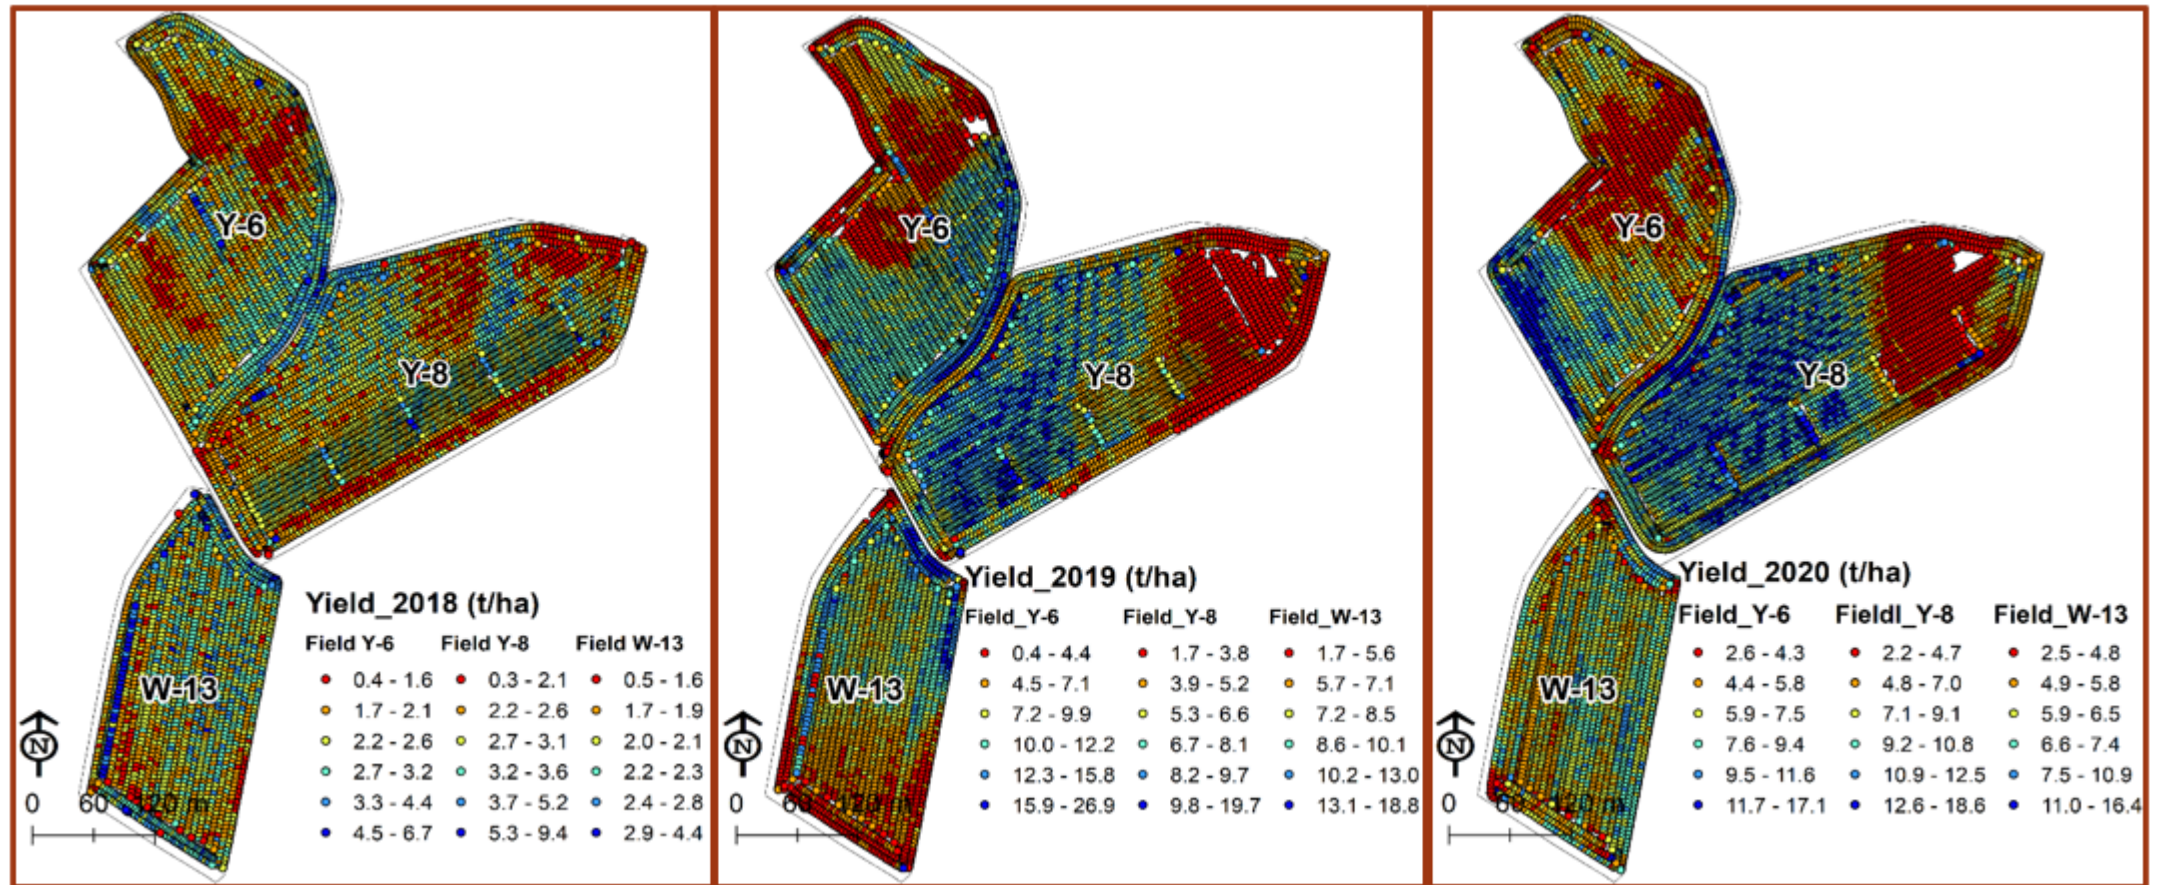 Y-6
Y-8
W-13
Yield_2018 (t/ha)
Field Y-6 Field Y-8 Field W-13
0.4 - 1.6 0.3 - 2.1 0.5 - 1.6
1.7 - 2.1 2.2 - 2.6 1.7 - 1.9
2.2 - 2.6 2.7 - 3.1 2.0 - 2.1
2.7 - 3.2 3.2 - 3.6 2.2 - 2.3
3.3 - 4.4 3.7 - 5.2 2.4 - 2.8
4.5 - 6.7 5.3 - 9.4 2.9 - 4.4
N
0 60 120 m
Y-6
Y-8
W-13
Yield_2019 (t/ha)
Field_Y-6 Field_Y-8 Field_W-13
0.4 - 4.4 1.7 - 3.8 1.7 - 5.6
4.5 - 7.1 3.9 - 5.2 5.7 - 7.1
7.2 - 9.9 5.3 - 6.6 7.2 - 8.5
10.0 - 12.2 6.7 - 8.1 8.6 - 10.1
12.3 - 15.8 8.2 - 9.7 10.2 - 13.0
15.9 - 26.9 9.8 - 19.7 13.1 - 18.8
N
0 60 120 m
Y-6
Y-8
W-13
Yield_2020 (t/ha)
Field_Y-6 Fieldl_Y-8 Field_W-13
2.6 - 4.3 2.2 - 4.7 2.5 - 4.8
4.4 - 5.8 4.8 - 7.0 4.9 - 5.8
5.9 - 7.5 7.1 - 9.1 5.9 - 6.5
7.6 - 9.4 9.2 - 10.8 6.6 - 7.4
9.5 - 11.6 10.9 - 12.5 7.5 - 10.9
11.7 - 17.1 12.6 - 18.6 11.0 - 16.4
N
0 60 120 m